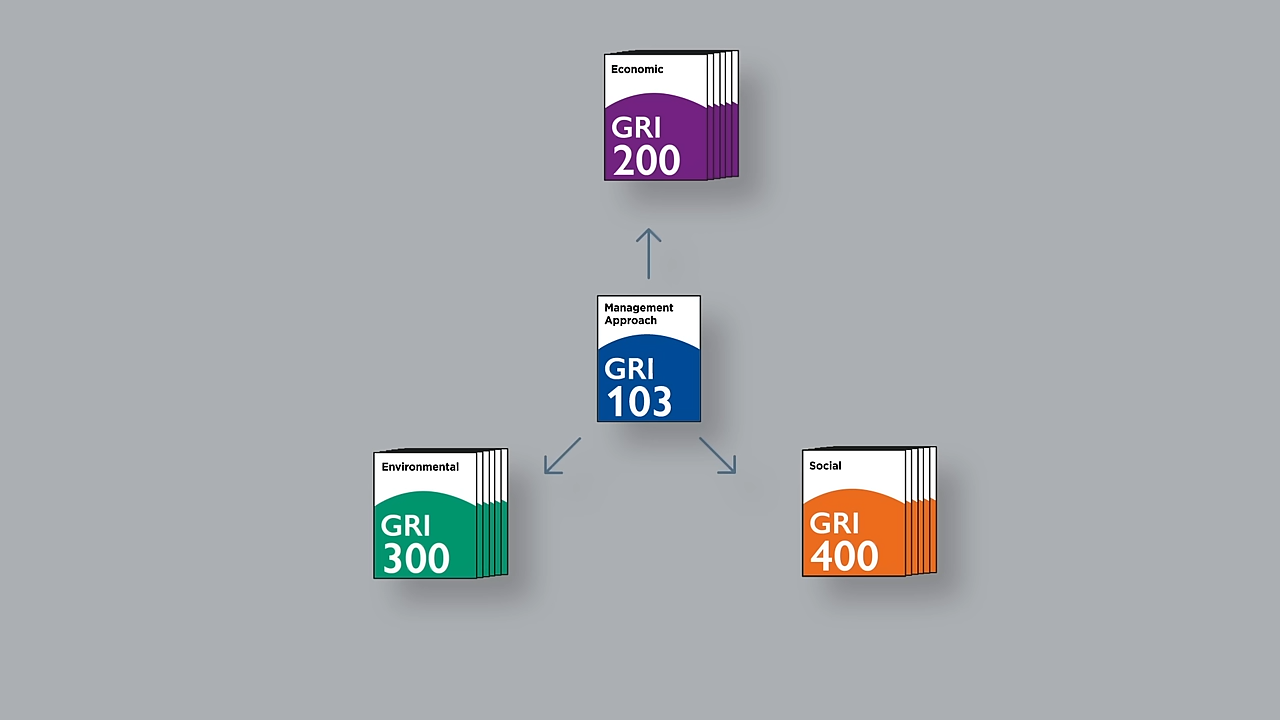 Economic
GRI
200
Management
Approach
GRI
103
Environmental
GRI
300
Social
GRI
400